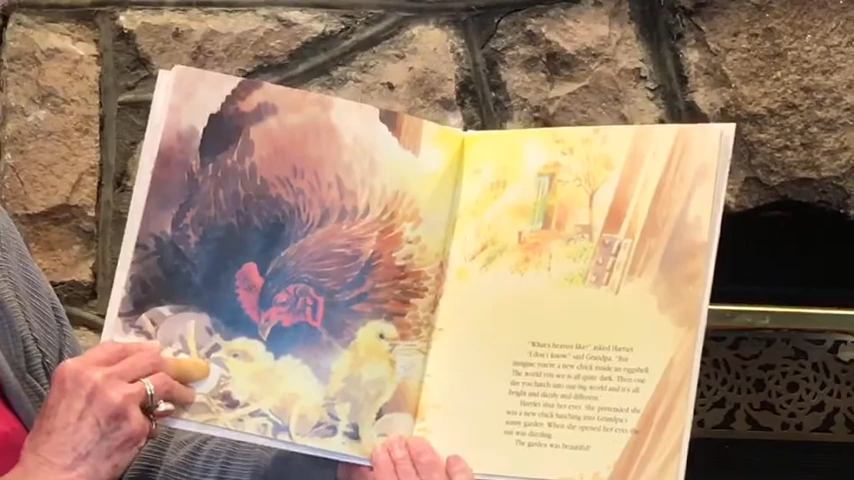 "What's heaven like?" asked Harriet.
"I don't know," said Grandpa. "But
imagine you're a new chick inside an eggshell.
The world you see is all quite dark. Then one
day you hatch into our world and it's all
bright and dizzy and different."
Harriet shut her eyes. She pretended she
was a new chick hatching into Grandpa's
sunny garden. When she opened her eyes the
sun was dazzling.
The garden was beautiful!